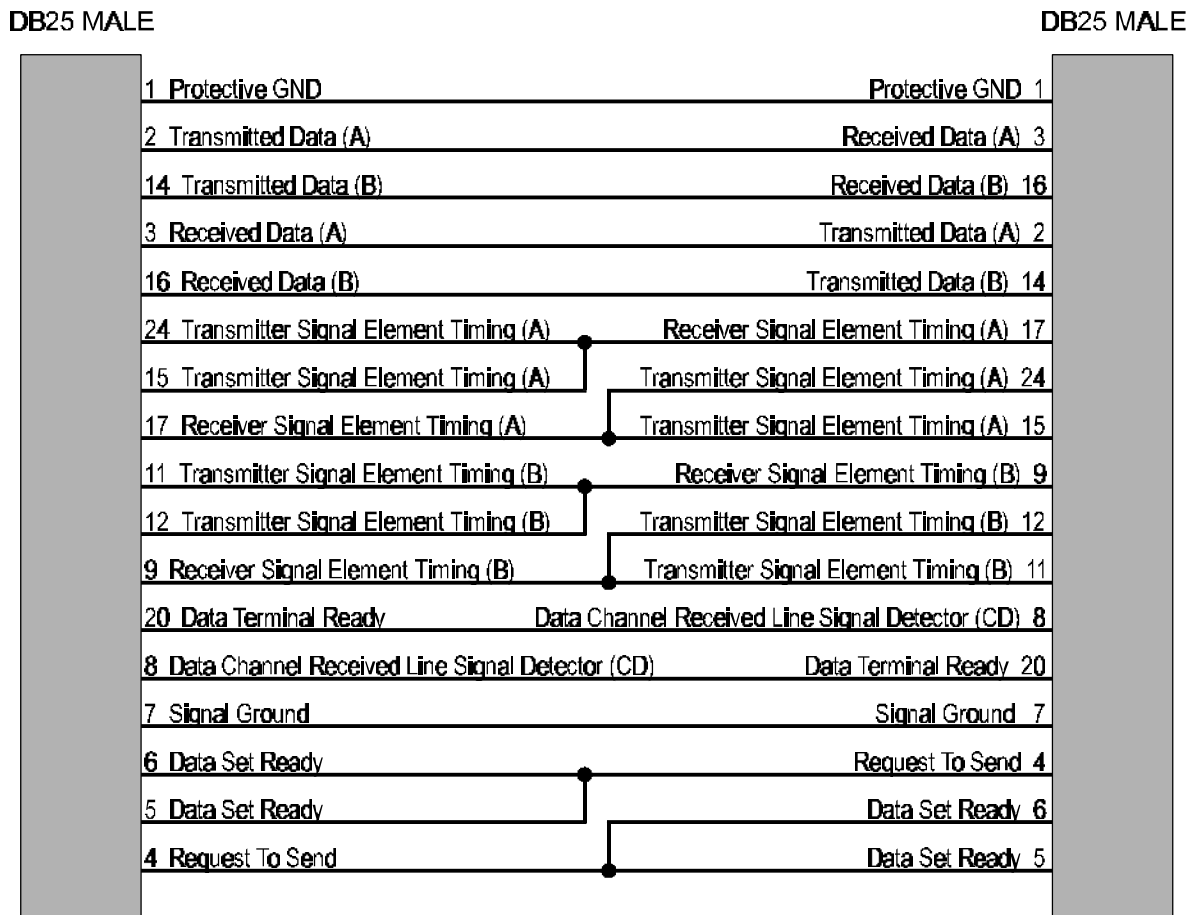 DB25 MALE DB25 MALE
1 Protective GND Protective GND 1
2 Transmitted Data (A) Received Data (A) 3
14 Transmitted Data (B) Received Data (B) 16
3 Received Data (A) Transmitted Data (A) 2
16 Received Data (B) Transmitted Data (B) 14
24 Transmitter Signal Element Timing (A) Receiver Signal Element Timing (A) 17
15 Transmitter Signal Element Timing (A) Transmitter Signal Element Timing (A) 24
17 Receiver Signal Element Timing (A) Transmitter Signal Element Timing (A) 15
11 Transmitter Signal Element Timing (B) Receiver Signal Element Timing (B) 9
12 Transmitter Signal Element Timing (B) Transmitter Signal Element Timing (B) 12
9 Receiver Signal Element Timing (B) Transmitter Signal Element Timing (B) 11
20 Data Terminal Ready Data Channel Received Line Signal Detector (CD) 8
8 Data Channel Received Line Signal Detector (CD) Data Terminal Ready 20
7 Signal Ground Signal Ground 7
6 Data Set Ready Request To Send 4
5 Data Set Ready Data Set Ready 6
4 Request To Send Data Set Ready 5